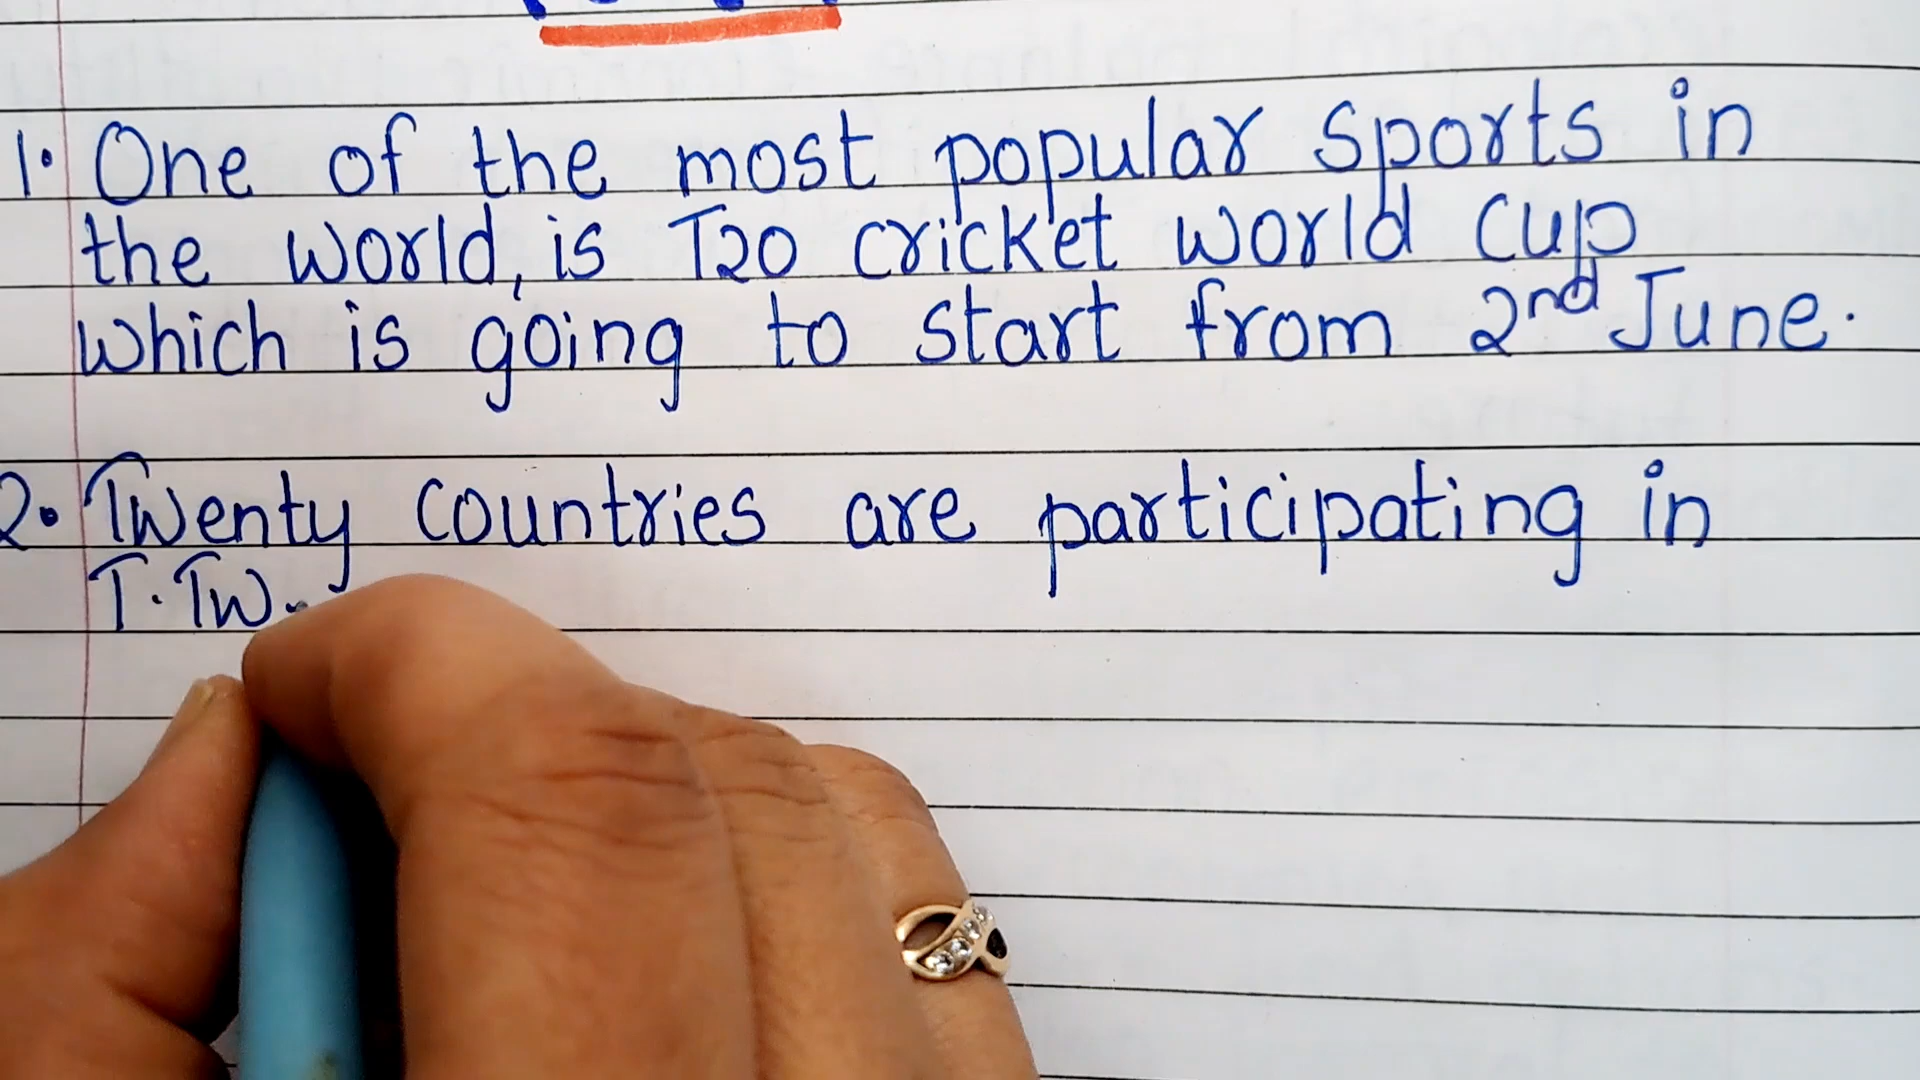 1. One of the most popular sports in
the world, is T20 cricket world cup
which is going to start from 2nd June.
2. Twenty countries are participating in
T. Tw